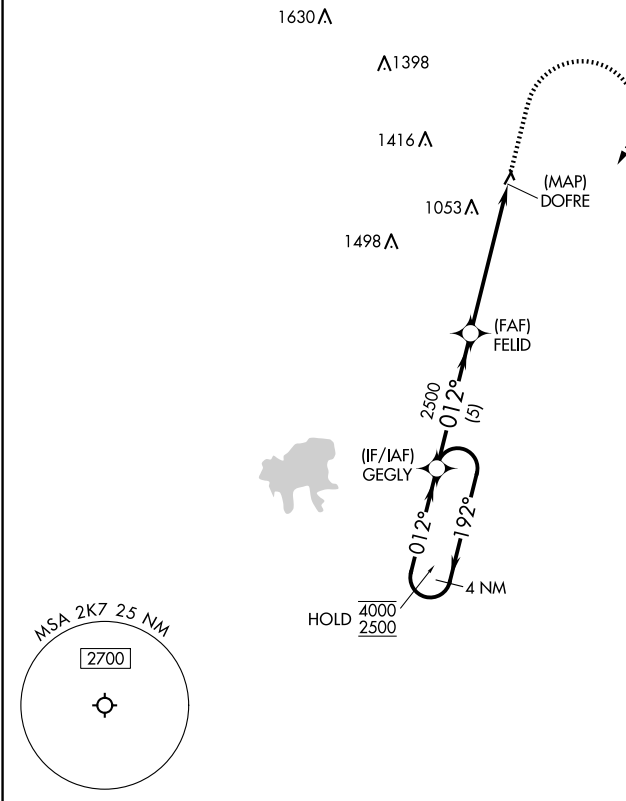 1630
1398
1416
(MAP)
DOFRE
1053
1498
(FAF)
FELID
2500
012°
(5)
(IF/IAF)
GEGLY
012°
192°
4 NM
HOLD 4000
2500
MSA 2K7 25 NM
2700